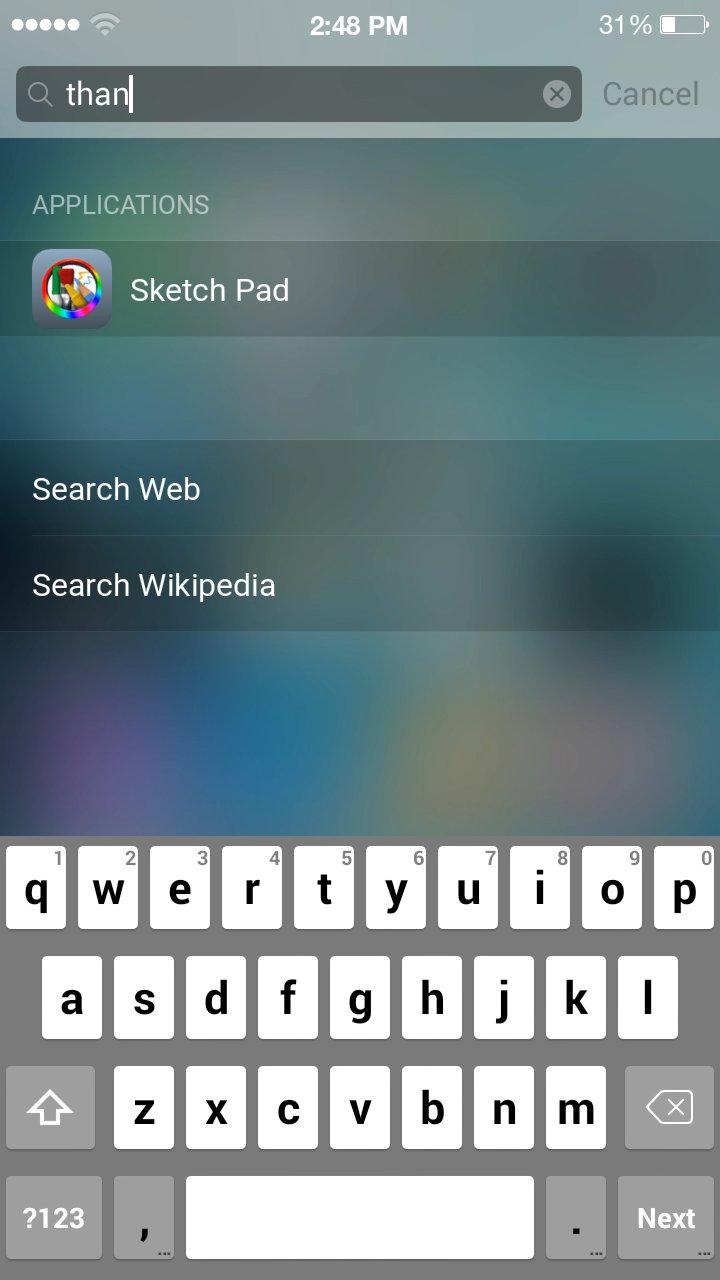 2:48 PM 31%
than Cancel
APPLICATIONS
Sketch Pad
Search Web
Search Wikipedia
1 2 3 4 5 6 7 8 9 0
q w e r t y u i o p
a s d f g h j k l
z x c v b n m
?123 , ... . ... Next ...